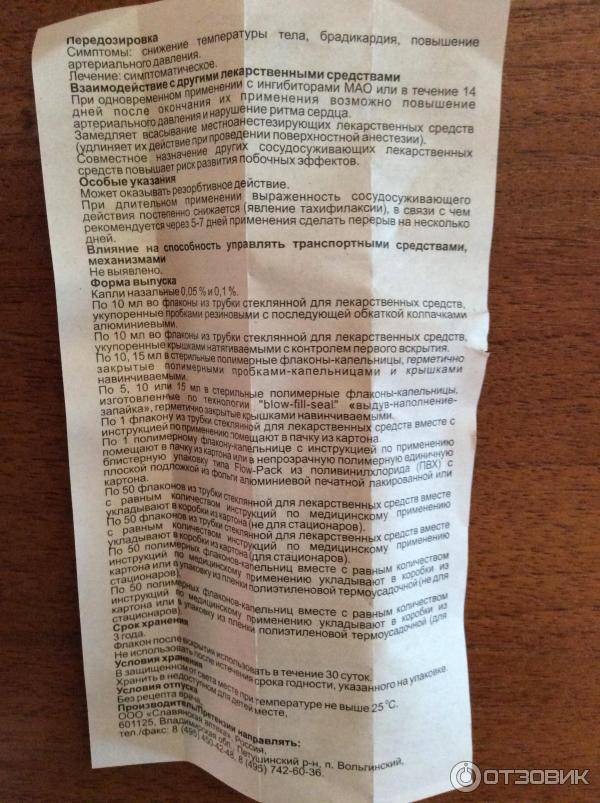 Передозировка
Симптомы: снижение температуры тела, брадикардия, повышение
артериального давления.
Лечение: симптоматическое.
Взаимодействие с другими лекарственными средствами
При одновременном применении с ингибиторами МАО или в течение 14
дней после окончания их применения возможно повышение
артериального давления и нарушение ритма сердца.
Замедляет всасывание местноанестезирующих лекарственных средств
(удлиняет их действие при проведении поверхностной анестезии).
Совместное назначение других сосудосуживающих лекарственных
средств повышает риск развития побочных эффектов.
Особые указания
Может оказывать резорбтивное действие.
При длительном применении выраженность сосудосуживающего
действия постепенно снижается (явление тахифилаксии), в связи с чем
рекомендуется через 5-7 дней применения сделать перерыв на несколько
дней.
Влияние на способность управлять транспортными средствами,
механизмами
Не выявлено.
Форма выпуска
Капли назальные 0,05 % и 0,1 %.
По 10 мл во флаконы из трубки стеклянной для лекарственных средств,
укупоренные пробками резиновыми с последующей обкаткой колпачками
алюминиевыми.
По 10 мл во флаконы из трубки стеклянной для лекарственных средств,
укупоренные крышками натягиваемыми с контролем первого вскрытия.
По 10, 15 мл в стерильные полимерные флаконы-капельницы, герметично
закрытые полимерными пробками-капельницами и крышками
навинчиваемыми.
По 5, 10 или 15 мл в стерильные полимерные флаконы-капельницы,
изготовленные по технологии "blow-fill-seal" «выдув-наполнение-
запайка», герметично закрытые крышками навинчиваемыми.
По 1 флакону из трубки стеклянной для лекарственных средств вместе с
инструкцией по применению помещают в пачку из картона.
По 1 полимерному флакону-капельнице с инструкцией по применению
помещают в пачку из картона или в непрозрачную полимерную единичную
блистерную упаковку типа Flow-Pack из поливинилхлорида (ПВХ) с
плоской подложкой из фольги алюминиевой печатной лакированной или
картона.
По 50 флаконов из трубки стеклянной для лекарственных средств вместе
с равным количеством инструкций по медицинскому применению
укладывают в коробки из картона (не для стационаров).
По 50 флаконов из трубки стеклянной для лекарственных средств вместе
с равным количеством инструкций по медицинскому применению
укладывают в коробки из картона (для стационаров).
По 50 полимерных флаконов-капельниц вместе с равным количеством
инструкций по медицинскому применению укладывают в коробки из
картона или в упаковку из пленки полиэтиленовой термоусадочной (не для
стационаров).
По 50 полимерных флаконов-капельниц вместе с равным количеством
инструкций по медицинскому применению укладывают в коробки из
картона или в упаковку из пленки полиэтиленовой термоусадочной (для
стационаров).
Срок хранения
3 года.
Флакон после вскрытия использовать в течение 30 суток.
Не использовать после истечения срока годности, указанного на упаковке.
Условия хранения
В защищенном от света месте при температуре не выше 25 °С.
Хранить в недоступном для детей месте.
Условия отпуска
Без рецепта врача.
Производитель/Претензии направлять:
ООО «Славянская аптека», Россия,
601125, Владимирская обл., Петушинский р-н, п. Вольгинский,
тел./факс: 8 (495) 42-48, 8 (495) 742-60-36.
ОТЗОВИК